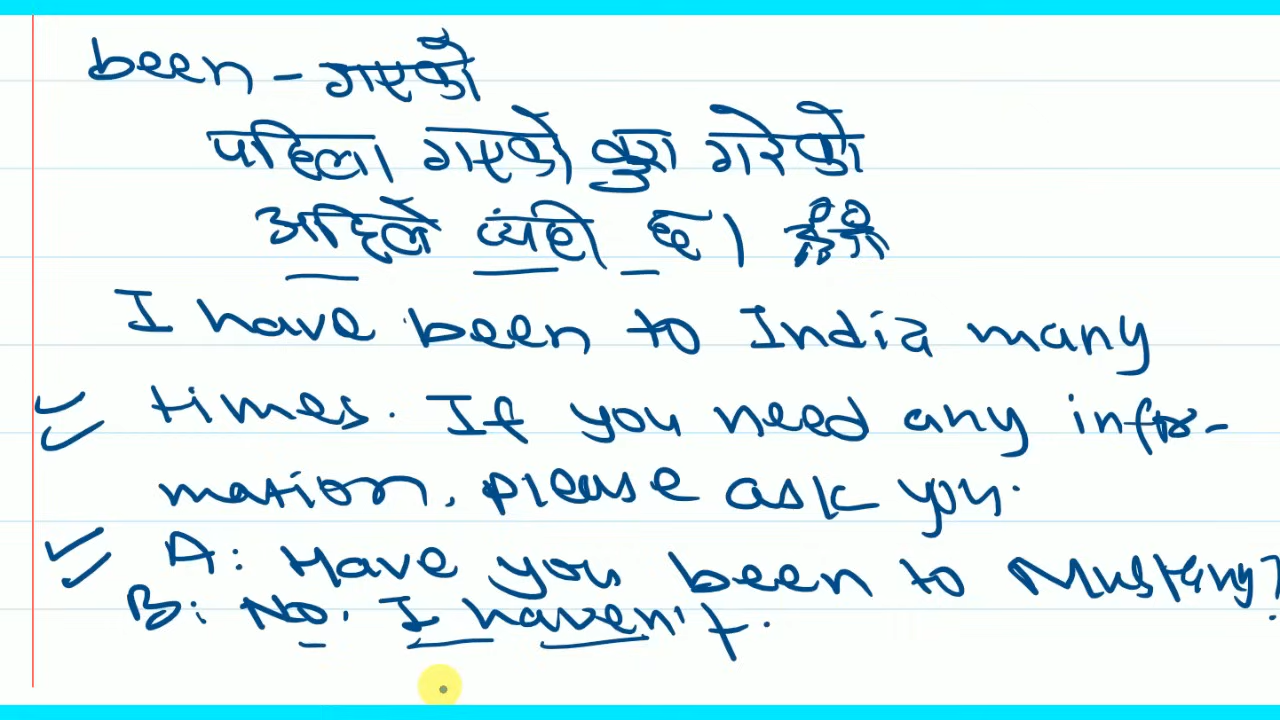 been - गएको
पहिला गएको कुरा गरेको
अहिले यहीं छ।
I have been to India many
times. If you need any infor-
mation, please ask you.
A: Have you been to Mustang?
B: No. I haven't.